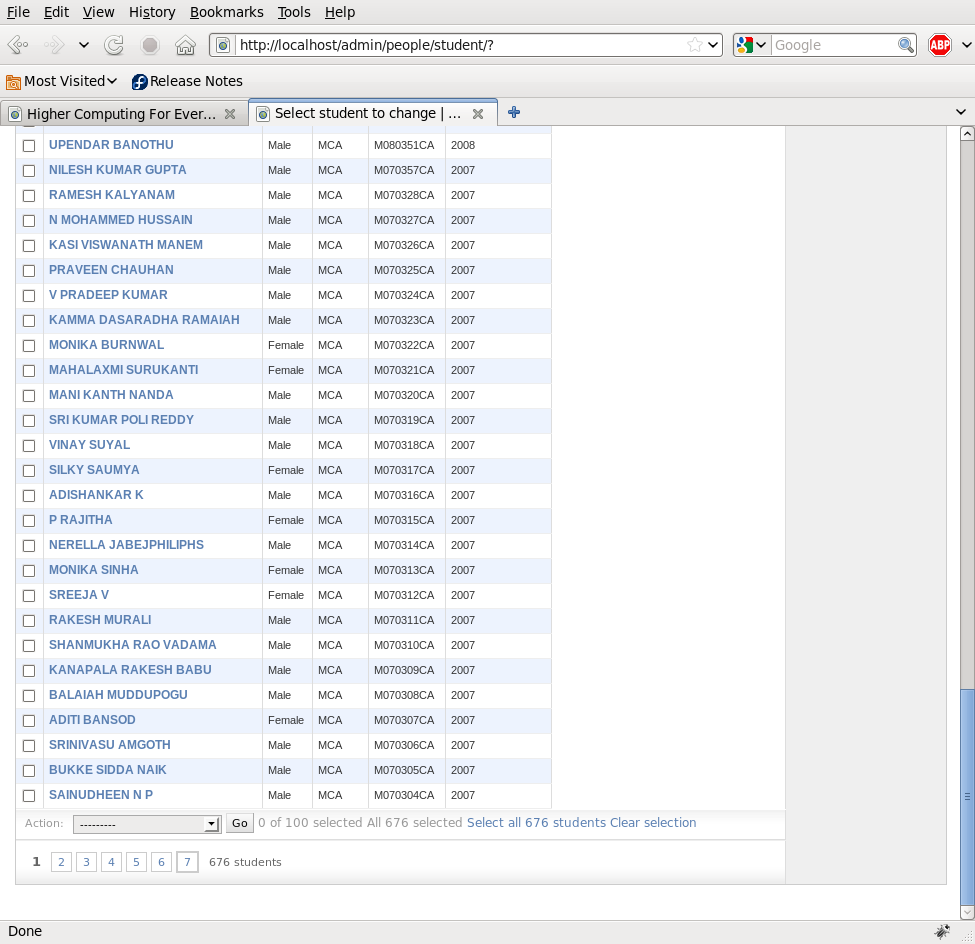 File Edit View History Bookmarks Tools Help
http://localhost/admin/people/student/? Google ABP
Most Visited Release Notes
Higher Computing For Ever... Select student to change | ...
UPENDAR BANOTHU Male MCA M080351CA 2008
NILESH KUMAR GUPTA Male MCA M070357CA 2007
RAMESH KALYANAM Male MCA M070328CA 2007
N MOHAMMED HUSSAIN Male MCA M070327CA 2007
KASI VISWANATH MANEM Male MCA M070326CA 2007
PRAVEEN CHAUHAN Male MCA M070325CA 2007
V PRADEEP KUMAR Male MCA M070324CA 2007
KAMMA DASARADHA RAMAIAH Male MCA M070323CA 2007
MONIKA BURNWAL Female MCA M070322CA 2007
MAHALAXMI SURUKANTI Female MCA M070321CA 2007
MANI KANTH NANDA Male MCA M070320CA 2007
SRI KUMAR POLI REDDY Male MCA M070319CA 2007
VINAY SUYAL Male MCA M070318CA 2007
SILKY SAUMYA Female MCA M070317CA 2007
ADISHANKAR K Male MCA M070316CA 2007
P RAJITHA Female MCA M070315CA 2007
NERELLA JABEJPHILIPHS Male MCA M070314CA 2007
MONIKA SINHA Female MCA M070313CA 2007
SREEJA V Female MCA M070312CA 2007
RAKESH MURALI Male MCA M070311CA 2007
SHANMUKHA RAO VADAMA Male MCA M070310CA 2007
KANAPALA RAKESH BABU Male MCA M070309CA 2007
BALAIAH MUDDUPOGU Male MCA M070308CA 2007
ADITI BANSOD Female MCA M070307CA 2007
SRINIVASU AMGOTH Male MCA M070306CA 2007
BUKKE SIDDA NAIK Male MCA M070305CA 2007
SAINUDHEEN N P Male MCA M070304CA 2007
Action: --------- Go 0 of 100 selected All 676 selected Select all 676 students Clear selection
1 2 3 4 5 6 7 676 students
Done